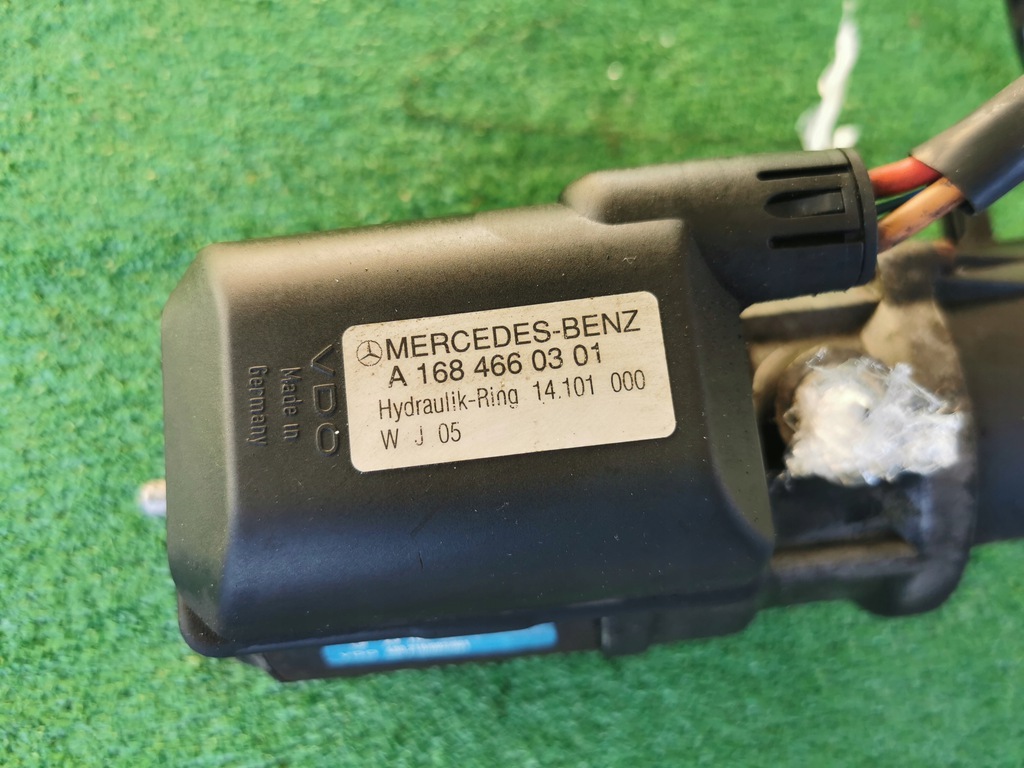 MERCEDES-BENZ
A 168 466 03 01
Hydraulik-Ring 14.101 000
W J 05
VDO
Made in
Germany